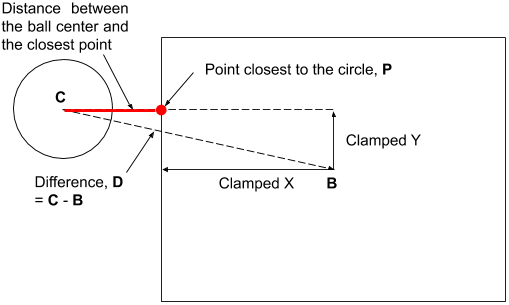 Distance between
the ball center and
the closest point
Point closest to the circle, P
C
Clamped Y
Difference, D
= C - B
Clamped X
B